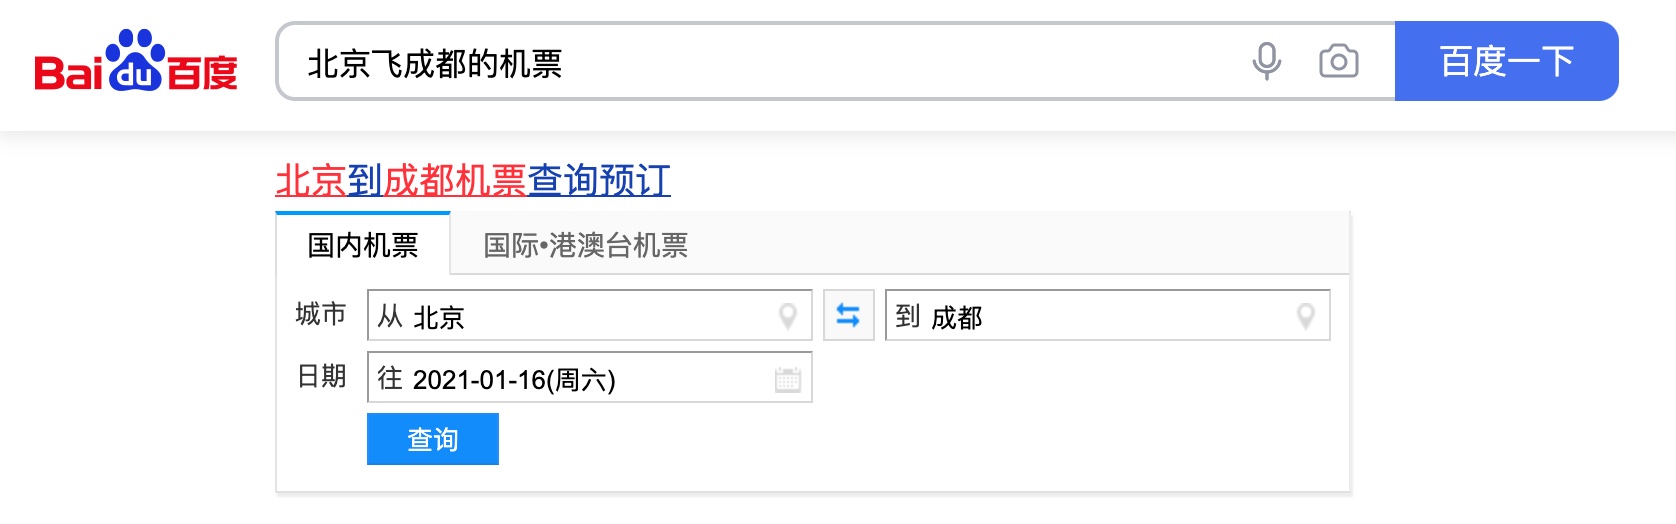 Bai du 百度 北京飞成都的机票 百度一下
北京到成都机票查询预订
国内机票 国际•港澳台机票
城市 从 北京 到 成都
日期 往 2021-01-16(周六)
查询